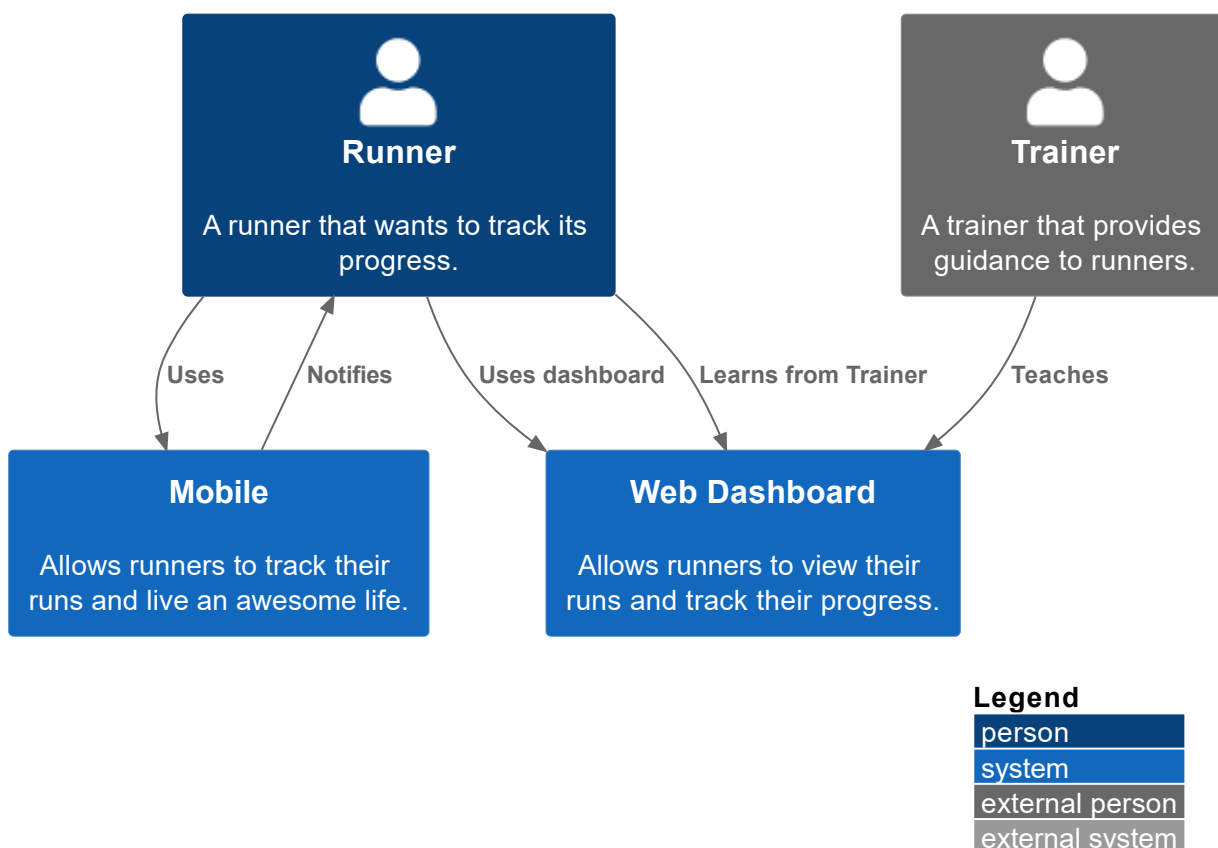 Runner
A runner that wants to track its
progress.
Trainer
A trainer that provides
guidance to runners.
Uses
Notifies
Uses dashboard
Learns from Trainer
Teaches
Mobile
Allows runners to track their
runs and live an awesome life.
Web Dashboard
Allows runners to view their
runs and track their progress.
Legend
person
system
external person
external system